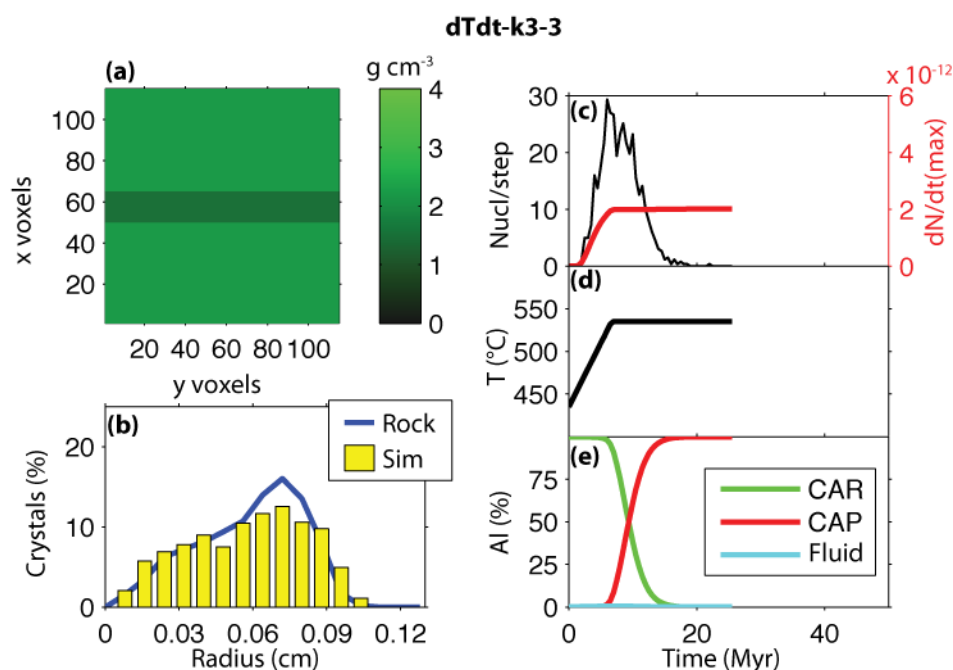 dTdt-k3-3
(a)
g cm-3
4
3
2
1
0
100
80
60
40
20
x voxels
20 40 60 80 100
y voxels
(b)
Rock
Sim
20
10
0
Crystals (%)
0 0.03 0.06 0.09 0.12
Radius (cm)
x 10-12
(c)
30
20
10
0
Nucl/step
6
4
2
0
dN/dt(max)
(d)
550
500
450
T (°C)
(e)
75
50
25
0
Al (%)
CAR
CAP
Fluid
0 20 40
Time (Myr)